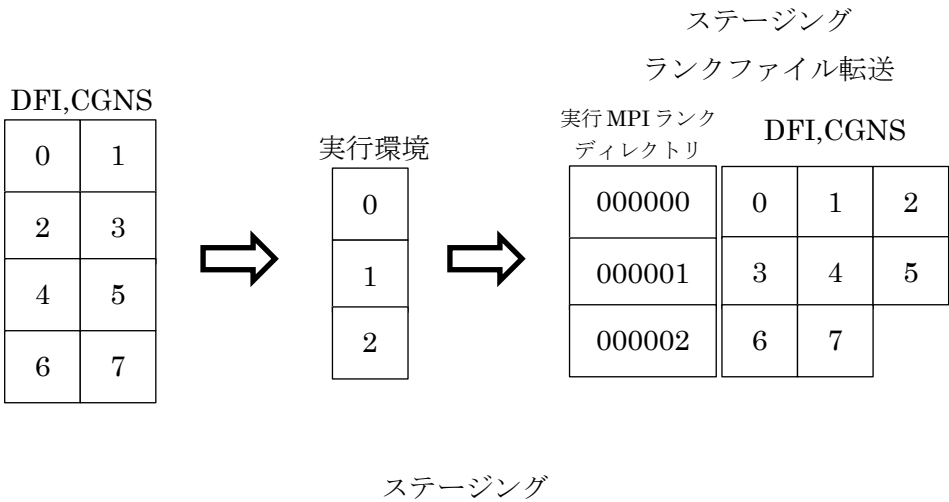 ステージング
ランクファイル転送
DFI,CGNS
0 1
2 3
4 5
6 7
実行環境
0
1
2
実行 MPI ランク
ディレクトリ
DFI,CGNS
000000 0 1 2
000001 3 4 5
000002 6 7
ステージング